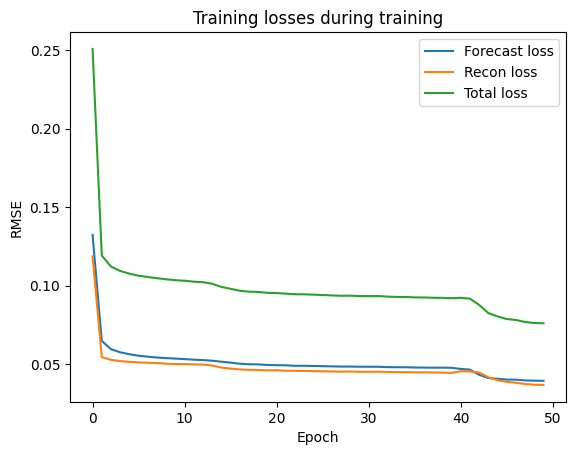 Training losses during training
0.25
0.20
0.15
0.10
0.05
RMSE
Forecast loss
Recon loss
Total loss
0
10
20
30
40
50
Epoch